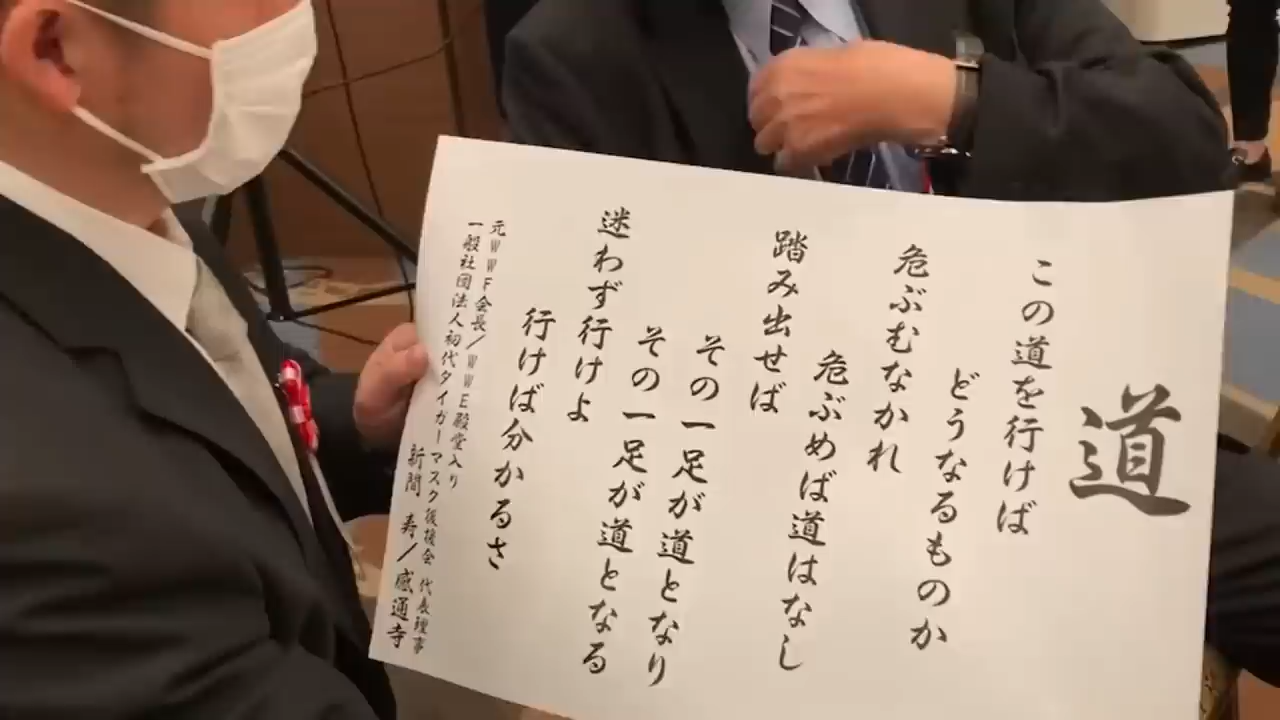 道
この道を行けば
どうなるものか
危ぶむなかれ
危ぶめば道はなし
踏み出せば
その一足が道となり
その一足が道となる
迷わず行けよ
行けば分かるさ
元WWF会長/WWE殿堂入り
一般社団法人初代タイガーマスク後援会 代表理事
新間 寿/感通寺